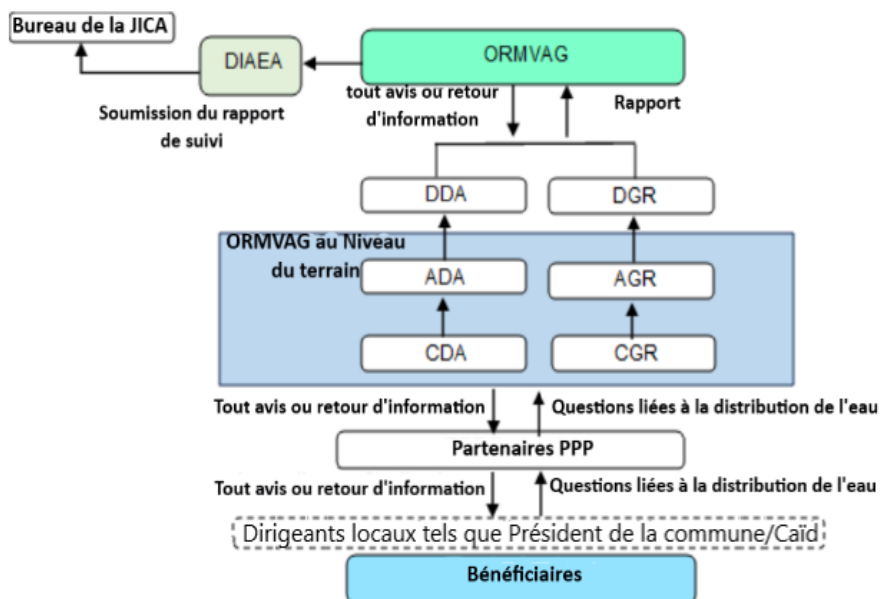 Bureau de la JICA
DIAEA
ORMVAG
tout avis ou retour
d'information
Rapport
Soumission du rapport
de suivi
DDA
DGR
ORMVAG au Niveau
du terrain
ADA
AGR
CDA
CGR
Tout avis ou retour d'information
Questions liées à la distribution de l'eau
Partenaires PPP
Tout avis ou retour d'information
Questions liées à la distribution de l'eau
Dirigeants locaux tels que Président de la commune/Caïd
Bénéficiaires